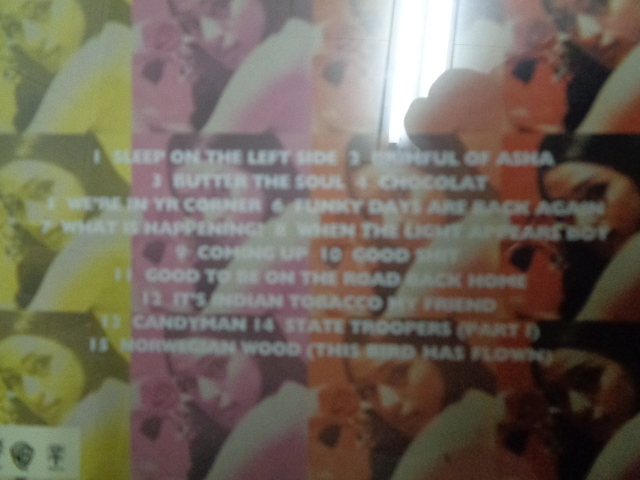 1 SLEEP ON THE LEFT SIDE 2 BRIMFUL OF ASHA
3 BUTTER THE SOUL 4 CHOCOLAT
5 WE'RE IN YR CORNER 6 FUNKY DAYS ARE BACK AGAIN
7 WHAT IS HAPPENING? 8 WHEN THE LIGHT APPEARS BOY
9 COMING UP 10 GOOD SHIT
11 GOOD TO BE ON THE ROAD BACK HOME
12 IT'S INDIAN TOBACCO MY FRIEND
13 CANDYMAN 14 STATE TROOPERS (PART 1)
15 NORWEGIAN WOOD (THIS BIRD HAS FLOWN)